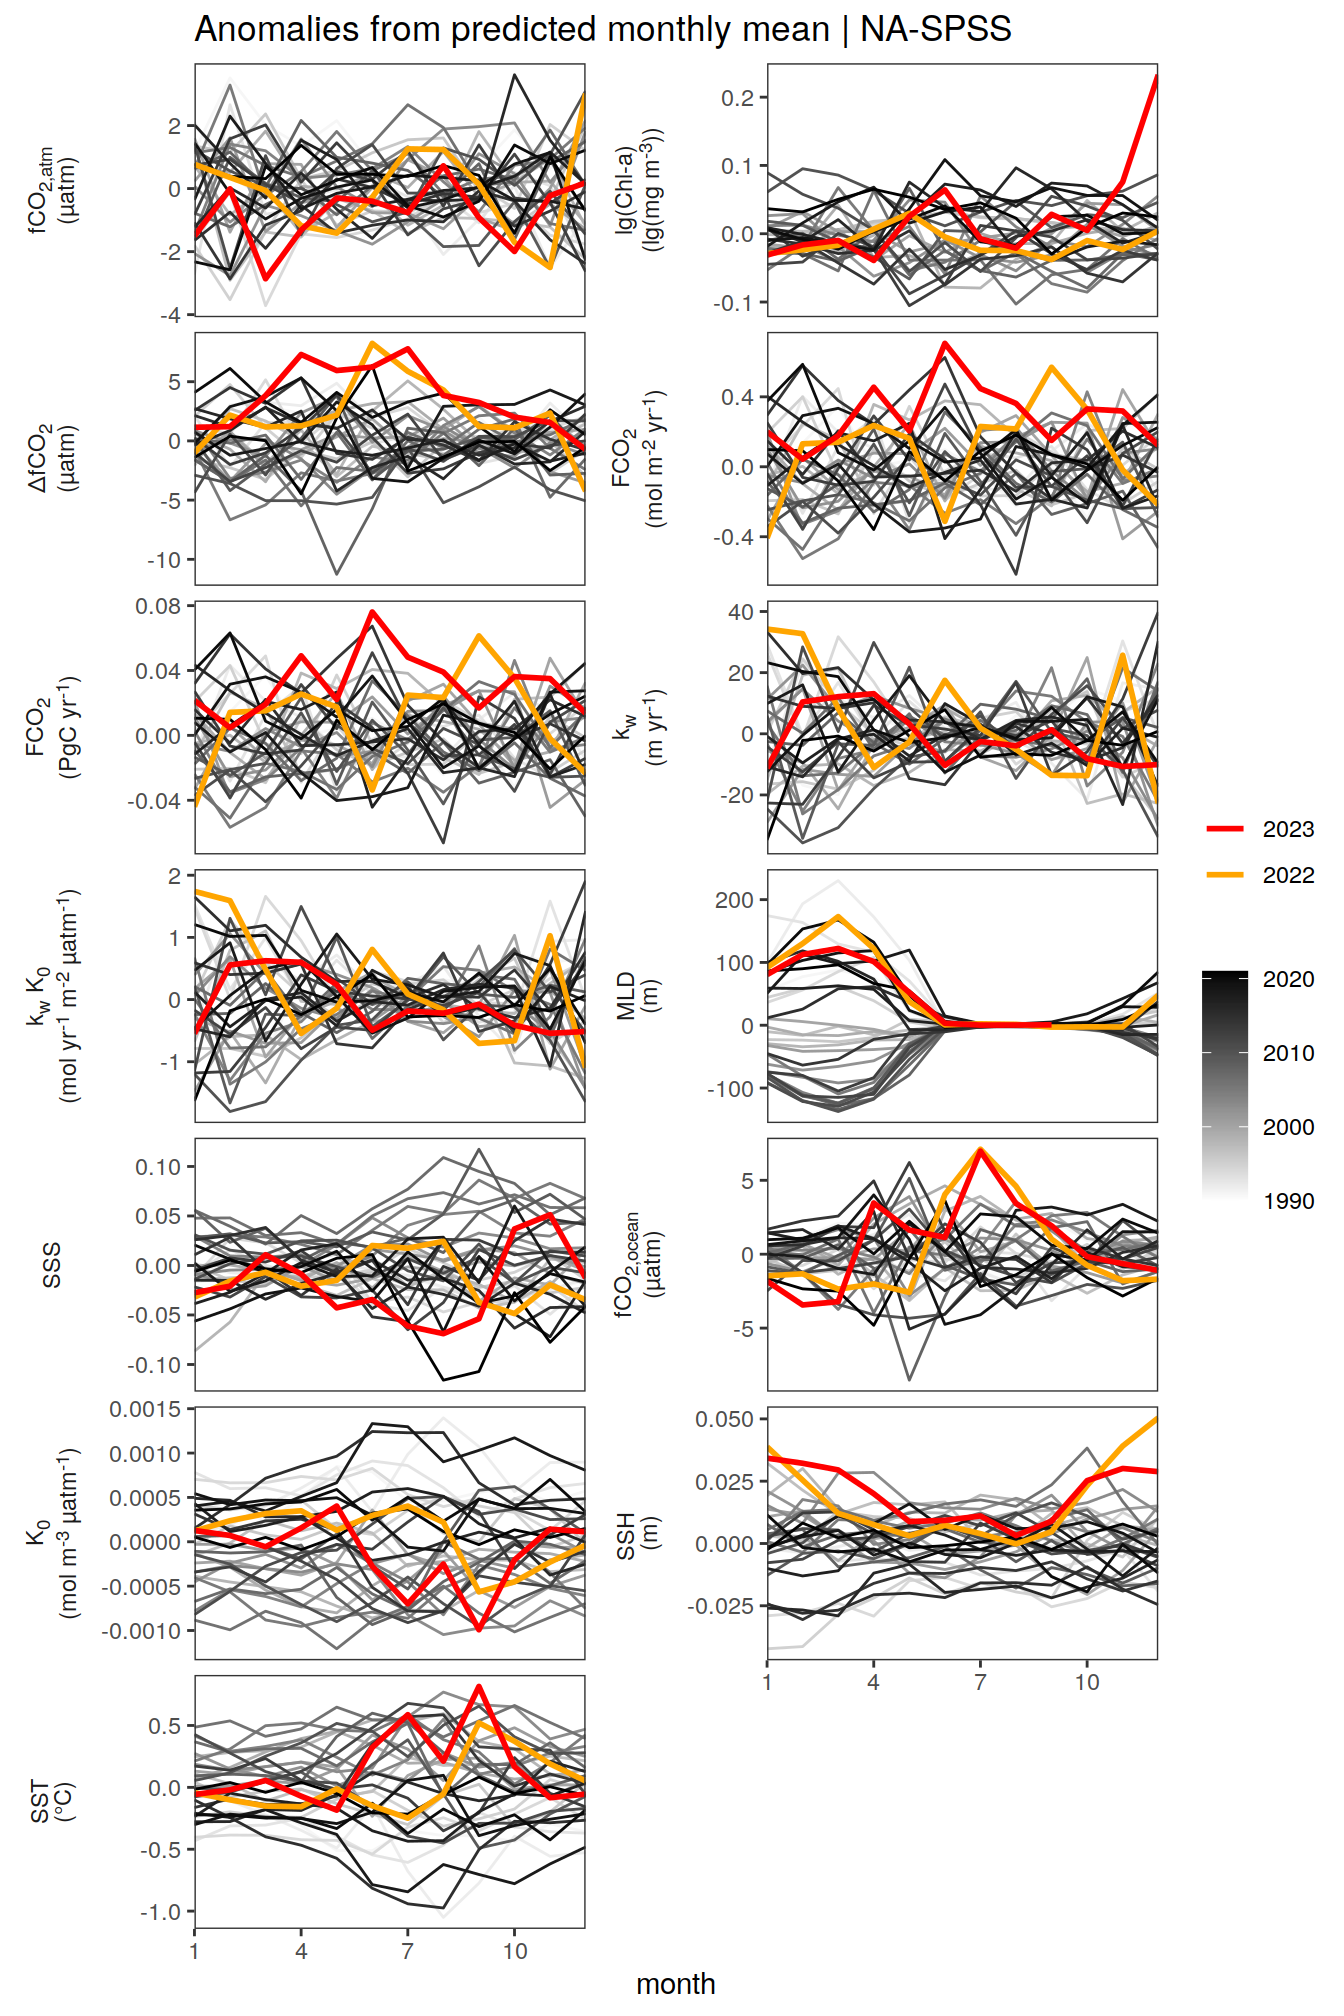 Anomalies from predicted monthly mean | NA-SPSS
fCO2,atm
(µatm)
2
0
-2
-4
lg(Chl-a)
(lg(mg m-3))
0.2
0.1
0.0
-0.1
ΔfCO2
(µatm)
5
0
-5
-10
FCO2
(mol m-2 yr-1)
0.4
0.0
-0.4
FCO2
(PgC yr-1)
0.08
0.04
0.00
-0.04
kw
(m yr-1)
40
20
0
-20
kw K0
(mol yr-1 m-2 µatm-1)
2
1
0
-1
MLD
(m)
200
100
0
-100
SSS
0.10
0.05
0.00
-0.05
-0.10
fCO2,ocean
(µatm)
5
0
-5
K0
(mol m-3 µatm-1)
0.0015
0.0010
0.0005
0.0000
-0.0005
-0.0010
SSH
(m)
0.050
0.025
0.000
-0.025
1 4 7 10
SST
(°C)
0.5
0.0
-0.5
-1.0
1 4 7 10
month
2023
2022
2020
2010
2000
1990